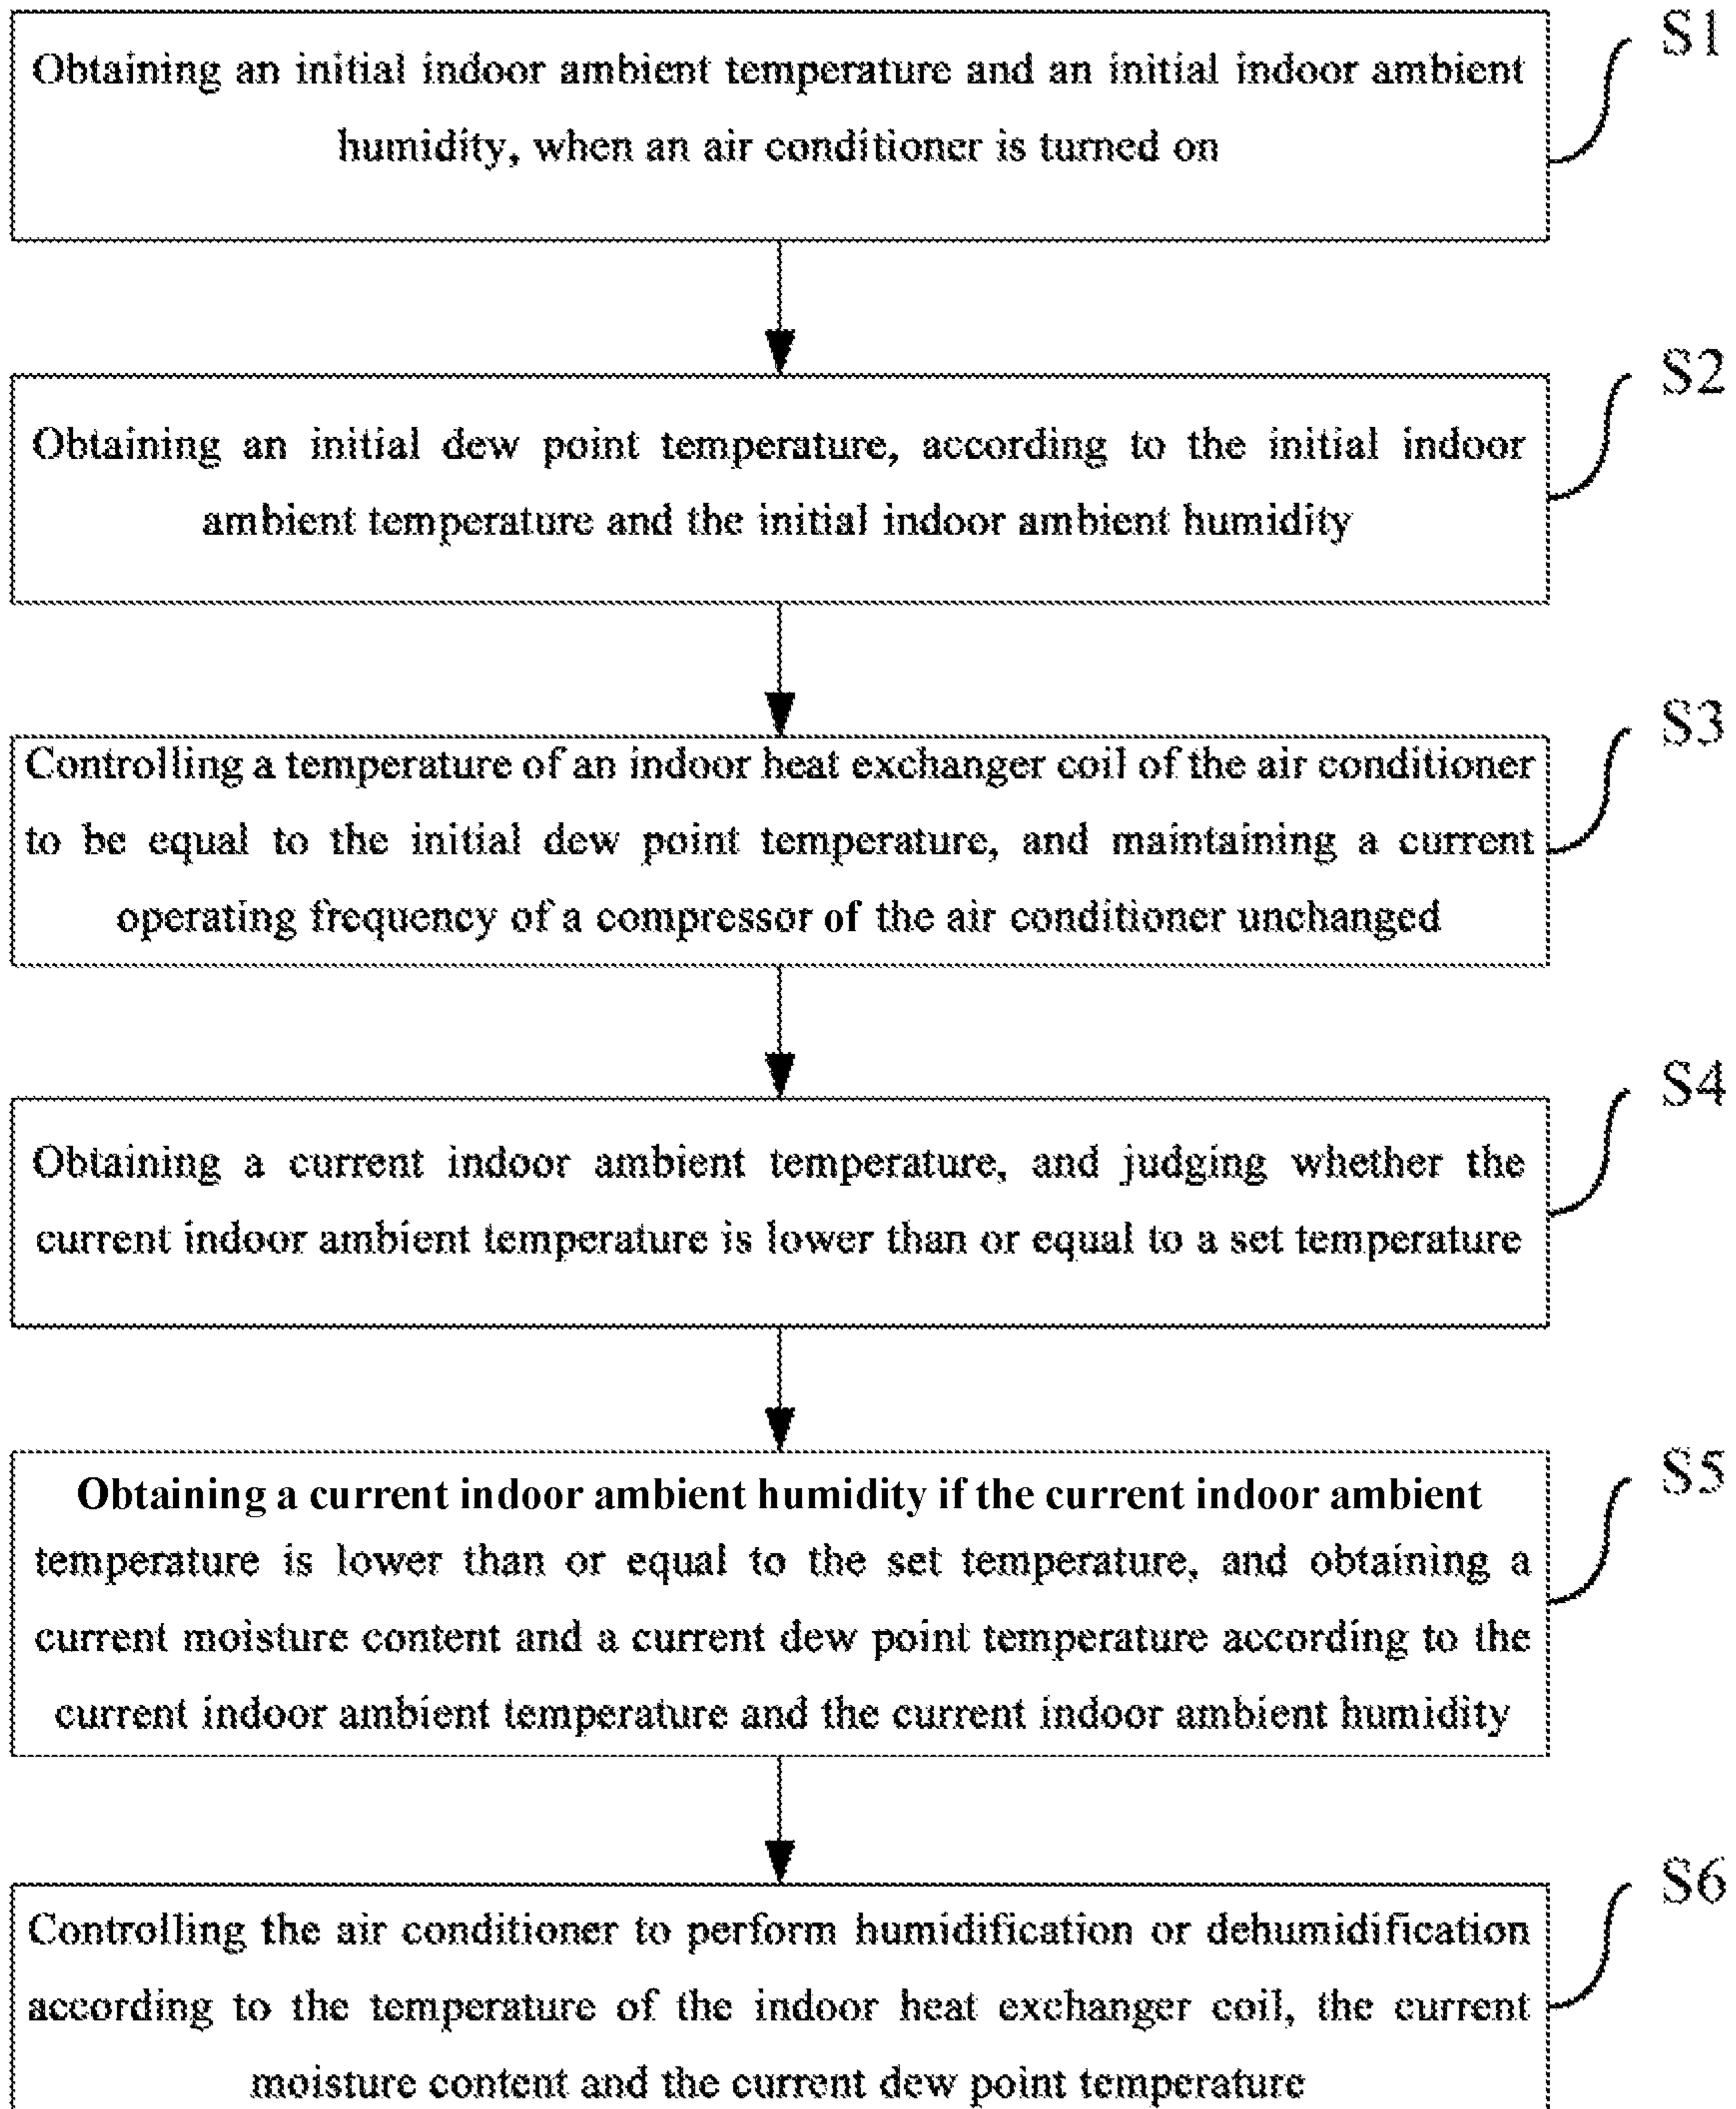 S1
Obtaining an initial indoor ambient temperature and an initial indoor ambient
humidity, when an air conditioner is turned on
S2
Obtaining an initial dew point temperature, according to the initial indoor
ambient temperature and the initial indoor ambient humidity
S3
Controlling a temperature of an indoor heat exchanger coil of the air conditioner
to be equal to the initial dew point temperature, and maintaining a current
operating frequency of a compressor of the air conditioner unchanged
S4
Obtaining a current indoor ambient temperature, and judging whether the
current indoor ambient temperature is lower than or equal to a set temperature
S5
Obtaining a current indoor ambient humidity if the current indoor ambient
temperature is lower than or equal to the set temperature, and obtaining a
current moisture content and a current dew point temperature according to the
current indoor ambient temperature and the current indoor ambient humidity
S6
Controlling the air conditioner to perform humidification or dehumidification
according to the temperature of the indoor heat exchanger coil, the current
moisture content and the current dew point temperature